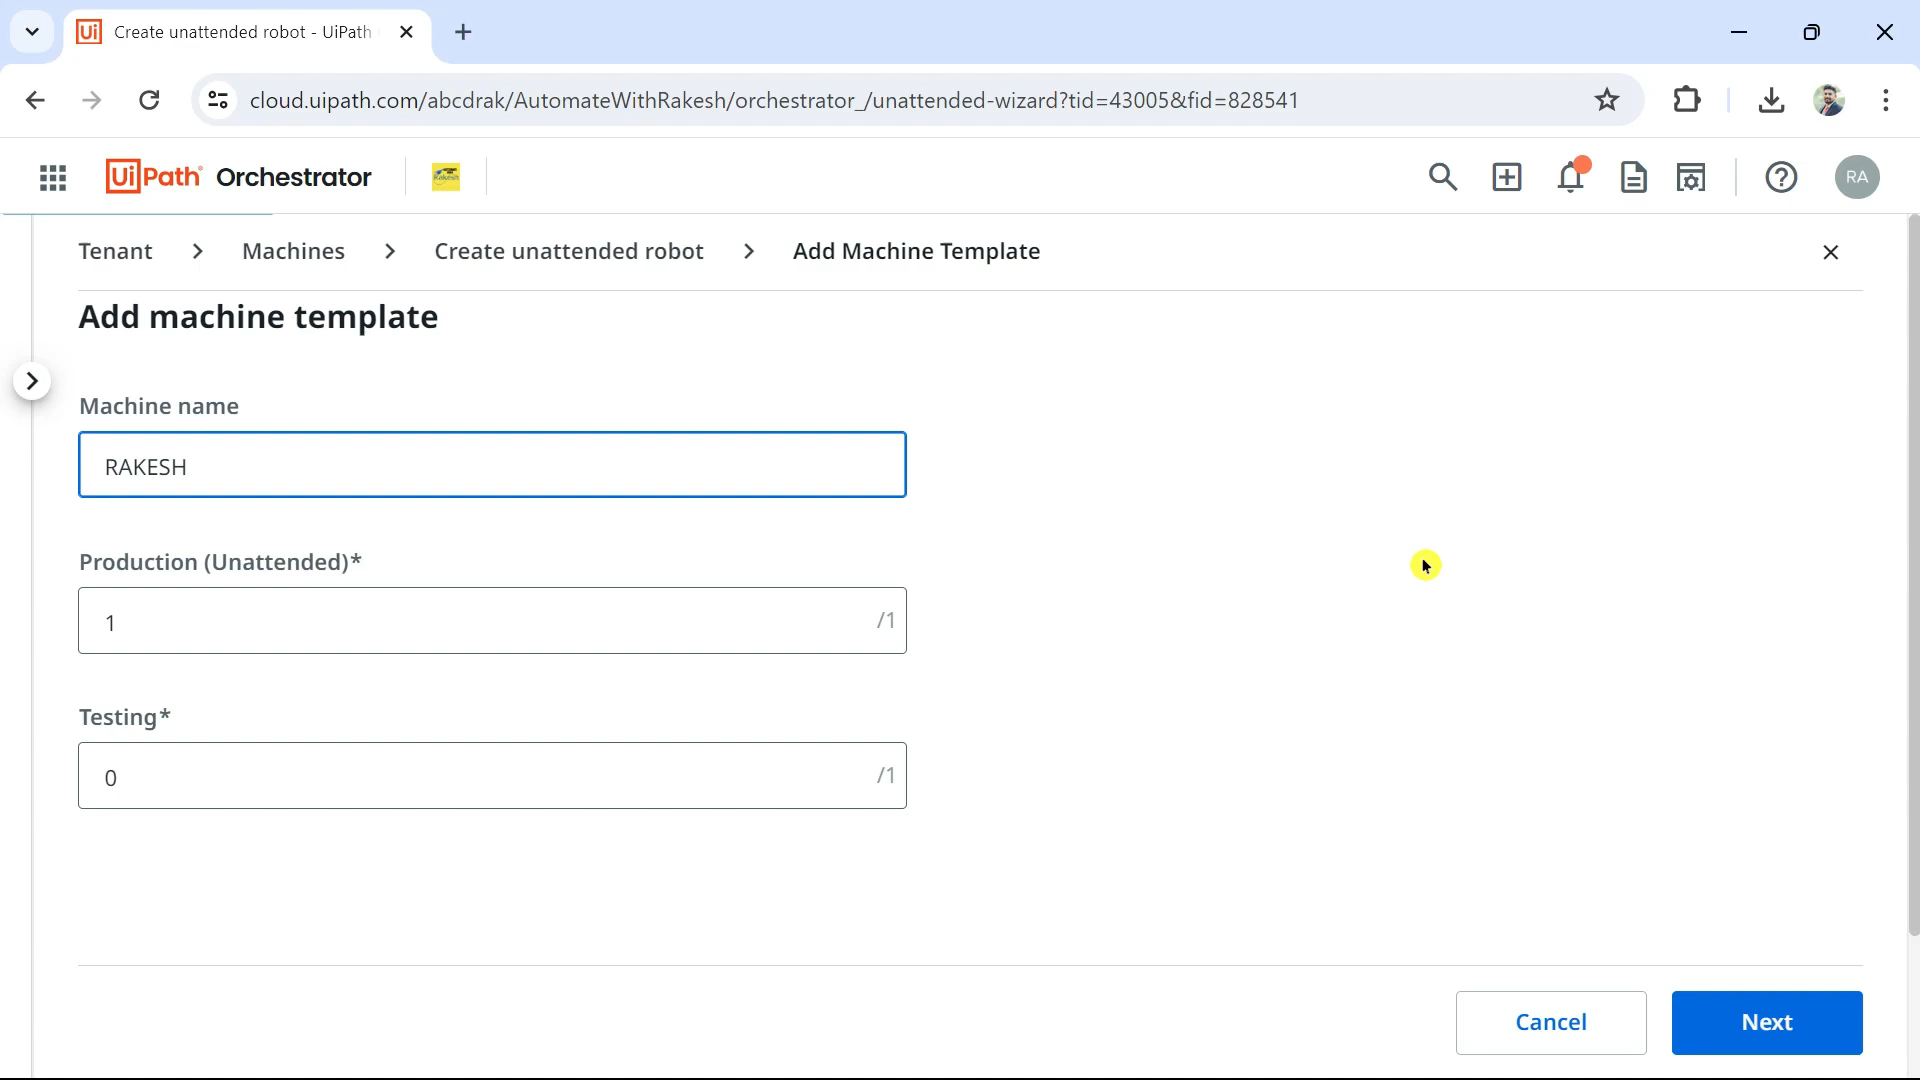 Create unattended robot - UiPath
cloud.uipath.com/abcdrak/AutomateWithRakesh/orchestrator_/unattended-wizard?tid=43005&fid=828541
UiPath Orchestrator
Rakesh
RA
Tenant > Machines > Create unattended robot > Add Machine Template
Add machine template
Machine name
RAKESH
Production (Unattended)*
1 /1
Testing*
0 /1
Cancel Next